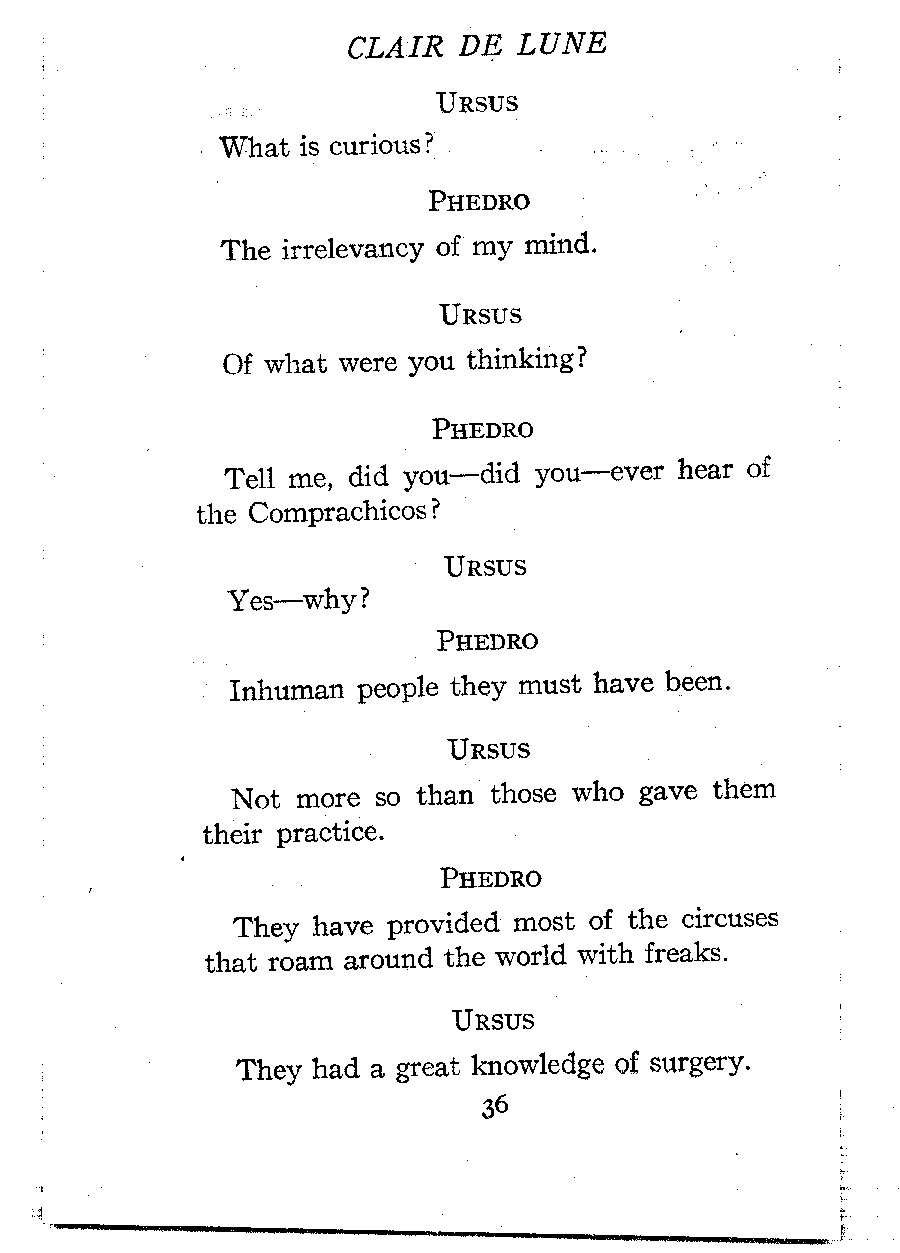 CLAIR DE LUNE
URSUS
What is curious?
PHEDRO
The irrelevancy of my mind.
URSUS
Of what were you thinking?
PHEDRO
Tell me, did you—did you—ever hear of
the Comprachicos?
URSUS
Yes—why?
PHEDRO
Inhuman people they must have been.
URSUS
Not more so than those who gave them
their practice.
PHEDRO
They have provided most of the circuses
that roam around the world with freaks.
URSUS
They had a great knowledge of surgery.
36